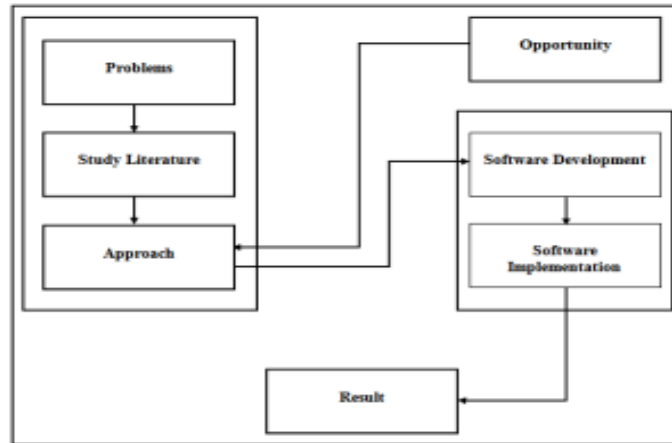 Problems
Study Literature
Approach
Opportunity
Software Development
Software
Implementation
Result